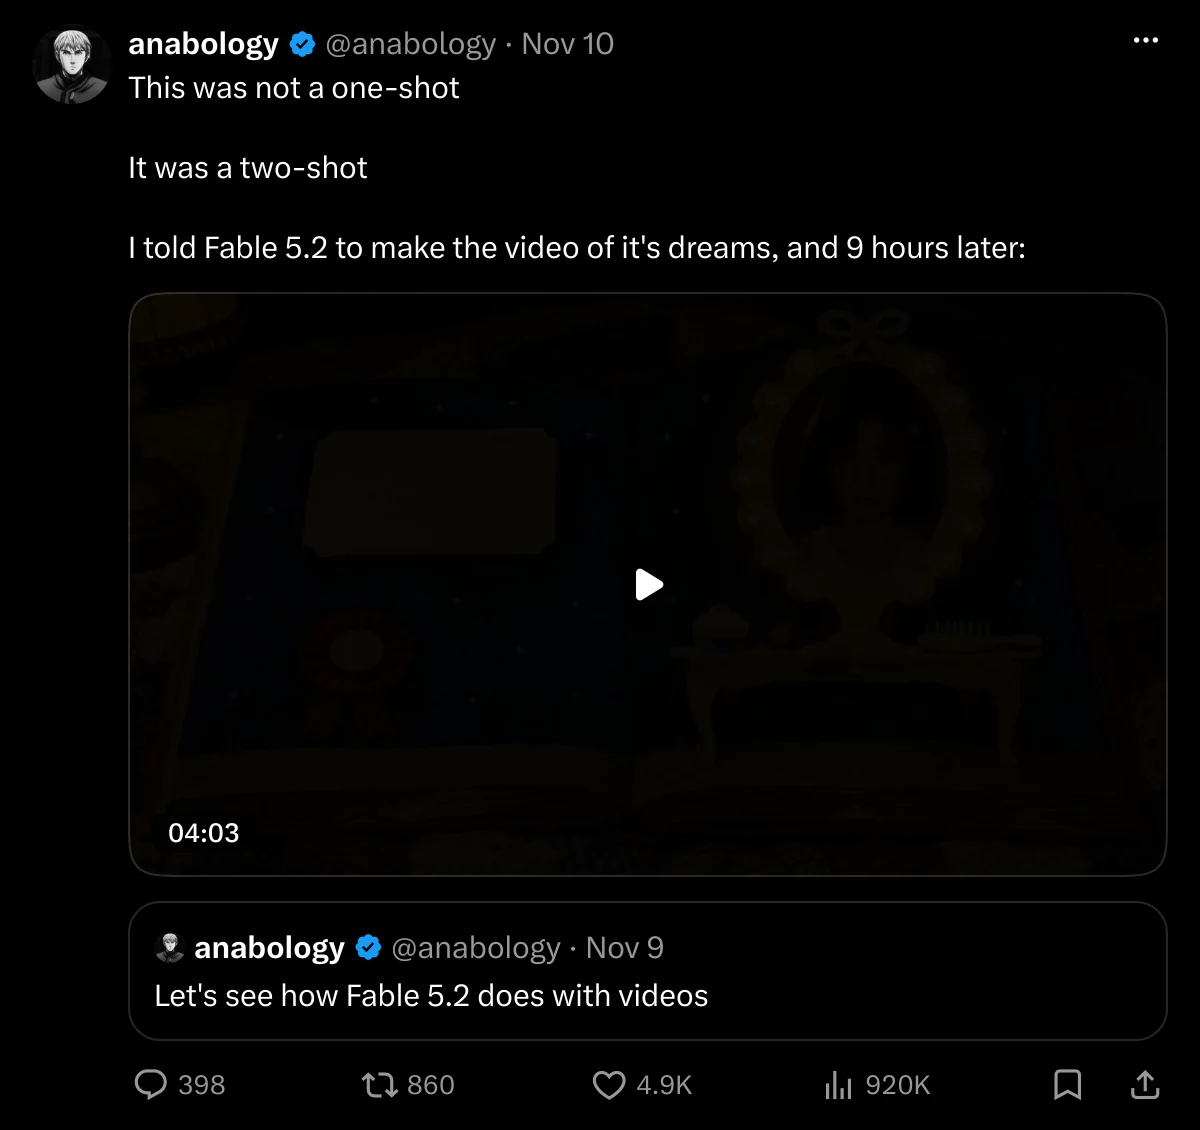 anabology @anabology · Nov 10
This was not a one-shot
It was a two-shot
I told Fable 5.2 to make the video of it's dreams, and 9 hours later:
04:03
anabology @anabology · Nov 9
Let's see how Fable 5.2 does with videos
398 860 4.9K 920K